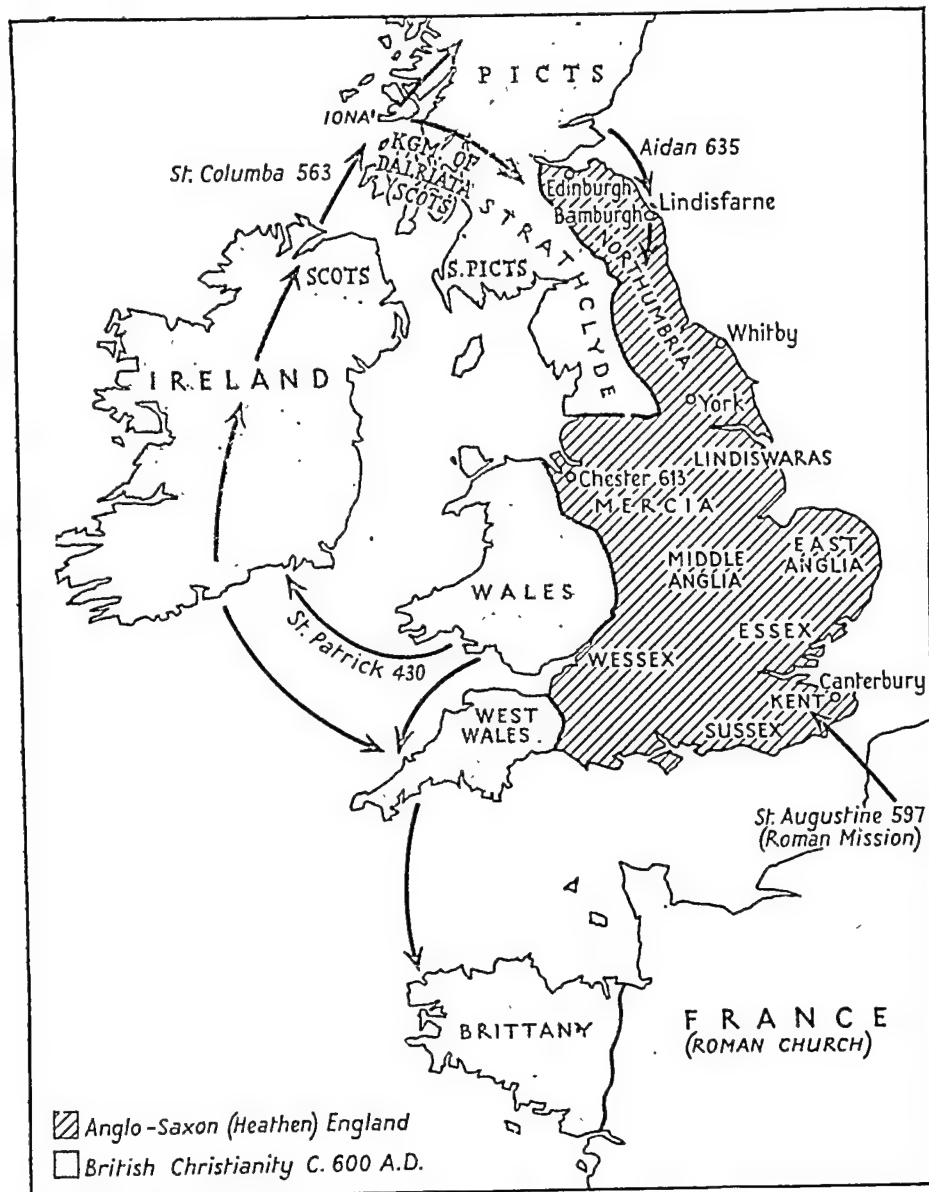 PICTS
IONA
KGM. OF
DALRIATA
(SCOTS)
Aidan 635
St. Columba 563
Edinburgh
Lindisfarne
Bamburgh
STRATHCLYDE
NORTHUMBRIA
SCOTS
S. PICTS
Whitby
IRELAND
York
LINDISWARAS
Chester 613
MERCIA
MIDDLE
ANGLIA
EAST
ANGLIA
WALES
ESSEX
St. Patrick 430
WESSEX
Canterbury
KENT
WEST
WALES
SUSSEX
St. Augustine 597
(Roman Mission)
BRITTANY
FRANCE
(ROMAN CHURCH)
Anglo-Saxon (Heathen) England
British Christianity C. 600 A.D.